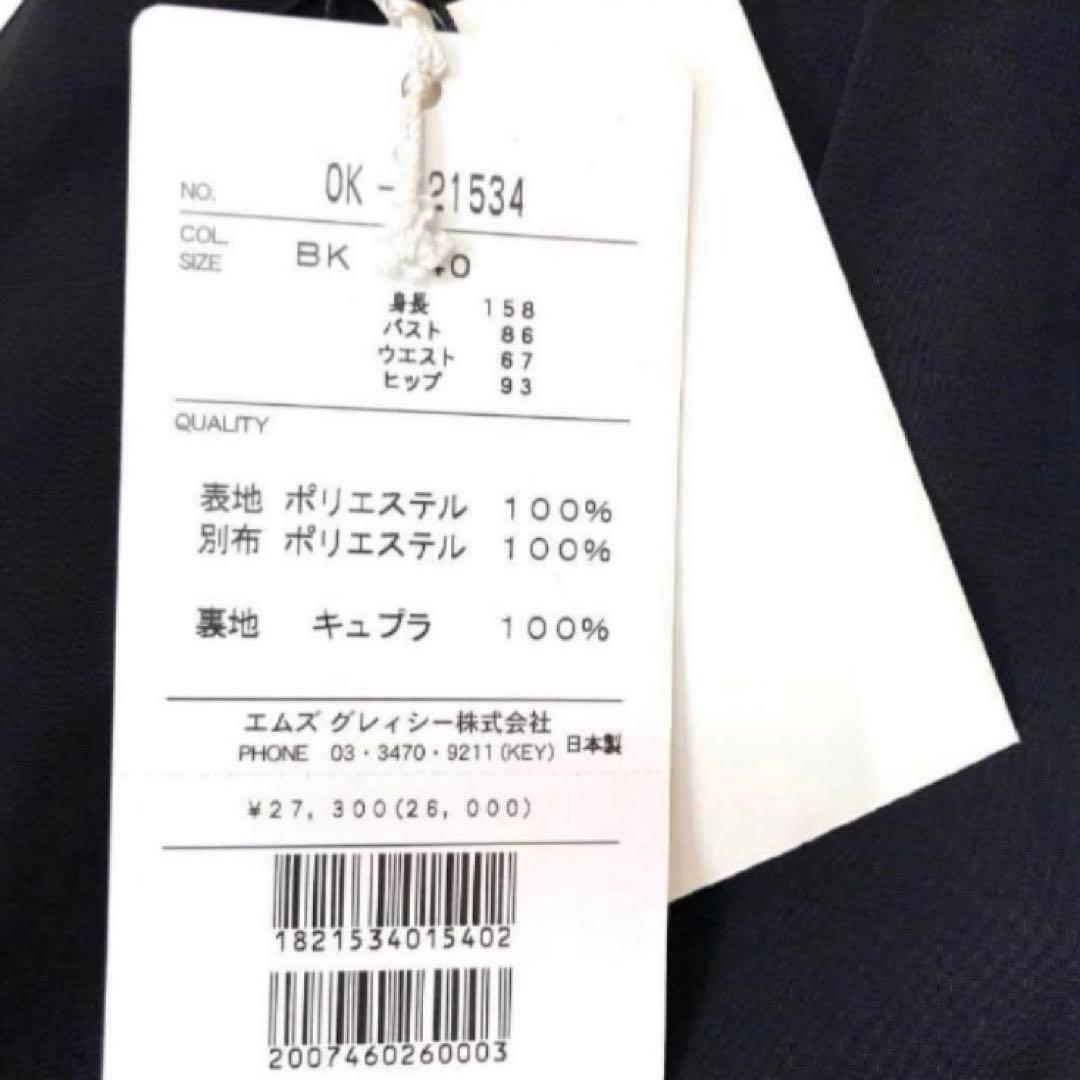 NO. OK - 21534
COL.
SIZE BK 40
身長 158
バスト 86
ウエスト 67
ヒップ 93
QUALITY
表地 ポリエステル 100%
別布 ポリエステル 100%
裏地 キュプラ 100%
エムズ グレィシー株式会社
PHONE 03・3470・9211(KEY) 日本製
¥27,300(26,000)
1821534015402
2007460260003